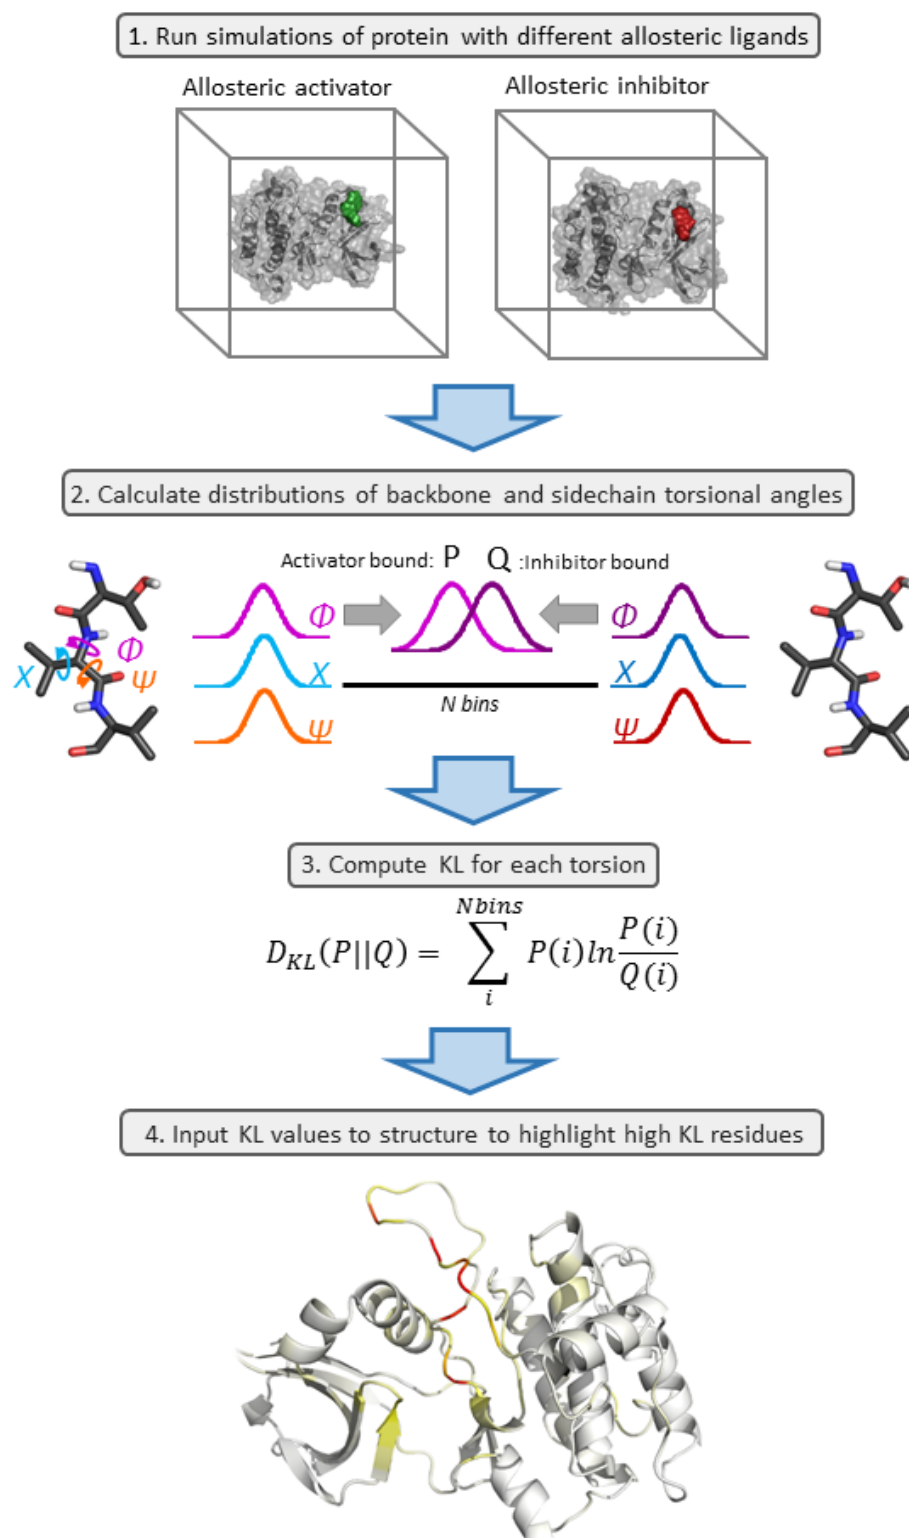 1. Run simulations of protein with different allosteric ligands
Allosteric activator
Allosteric inhibitor
2. Calculate distributions of backbone and sidechain torsional angles
Activator bound: P Q :Inhibitor bound
Φ Φ
Φ
X Ψ X X
N bins
Ψ Ψ
3. Compute KL for each torsion
Nbins
D_{KL}(P||Q) = ∑ P(i)ln P(i)/Q(i)
i
4. Input KL values to structure to highlight high KL residues